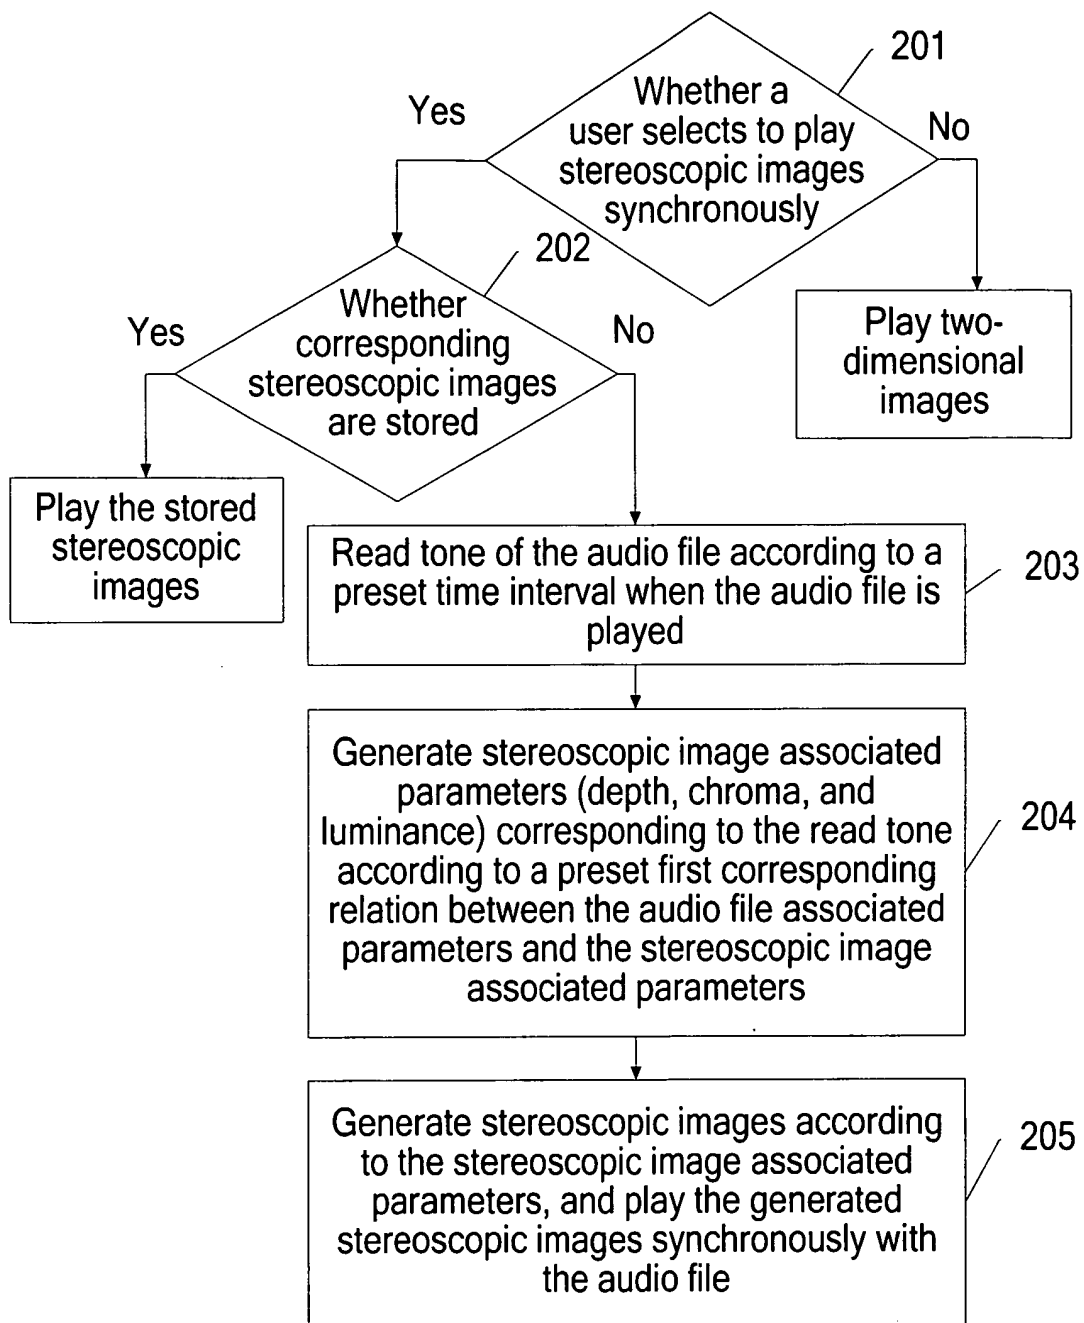 201
Whether a
user selects to play
stereoscopic images
synchronously
Yes
No
202
Whether
corresponding
stereoscopic images
are stored
Yes
No
Play two-
dimensional
images
Play the stored
stereoscopic
images
Read tone of the audio file according to a
preset time interval when the audio file is
played
203
Generate stereoscopic image associated
parameters (depth, chroma, and
luminance) corresponding to the read tone
according to a preset first corresponding
relation between the audio file associated
parameters and the stereoscopic image
associated parameters
204
Generate stereoscopic images according
to the stereoscopic image associated
parameters, and play the generated
stereoscopic images synchronously with
the audio file
205